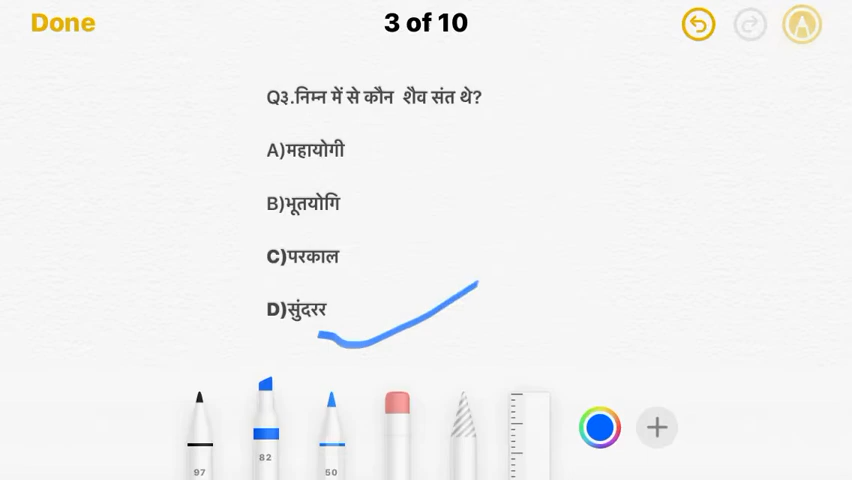 Done
3 of 10
Q३.निम्न में से कौन शैव संत थे?
A)महायोगी
B)भूतयोगि
C)परकाल
D)सुंदरर
97
82
50